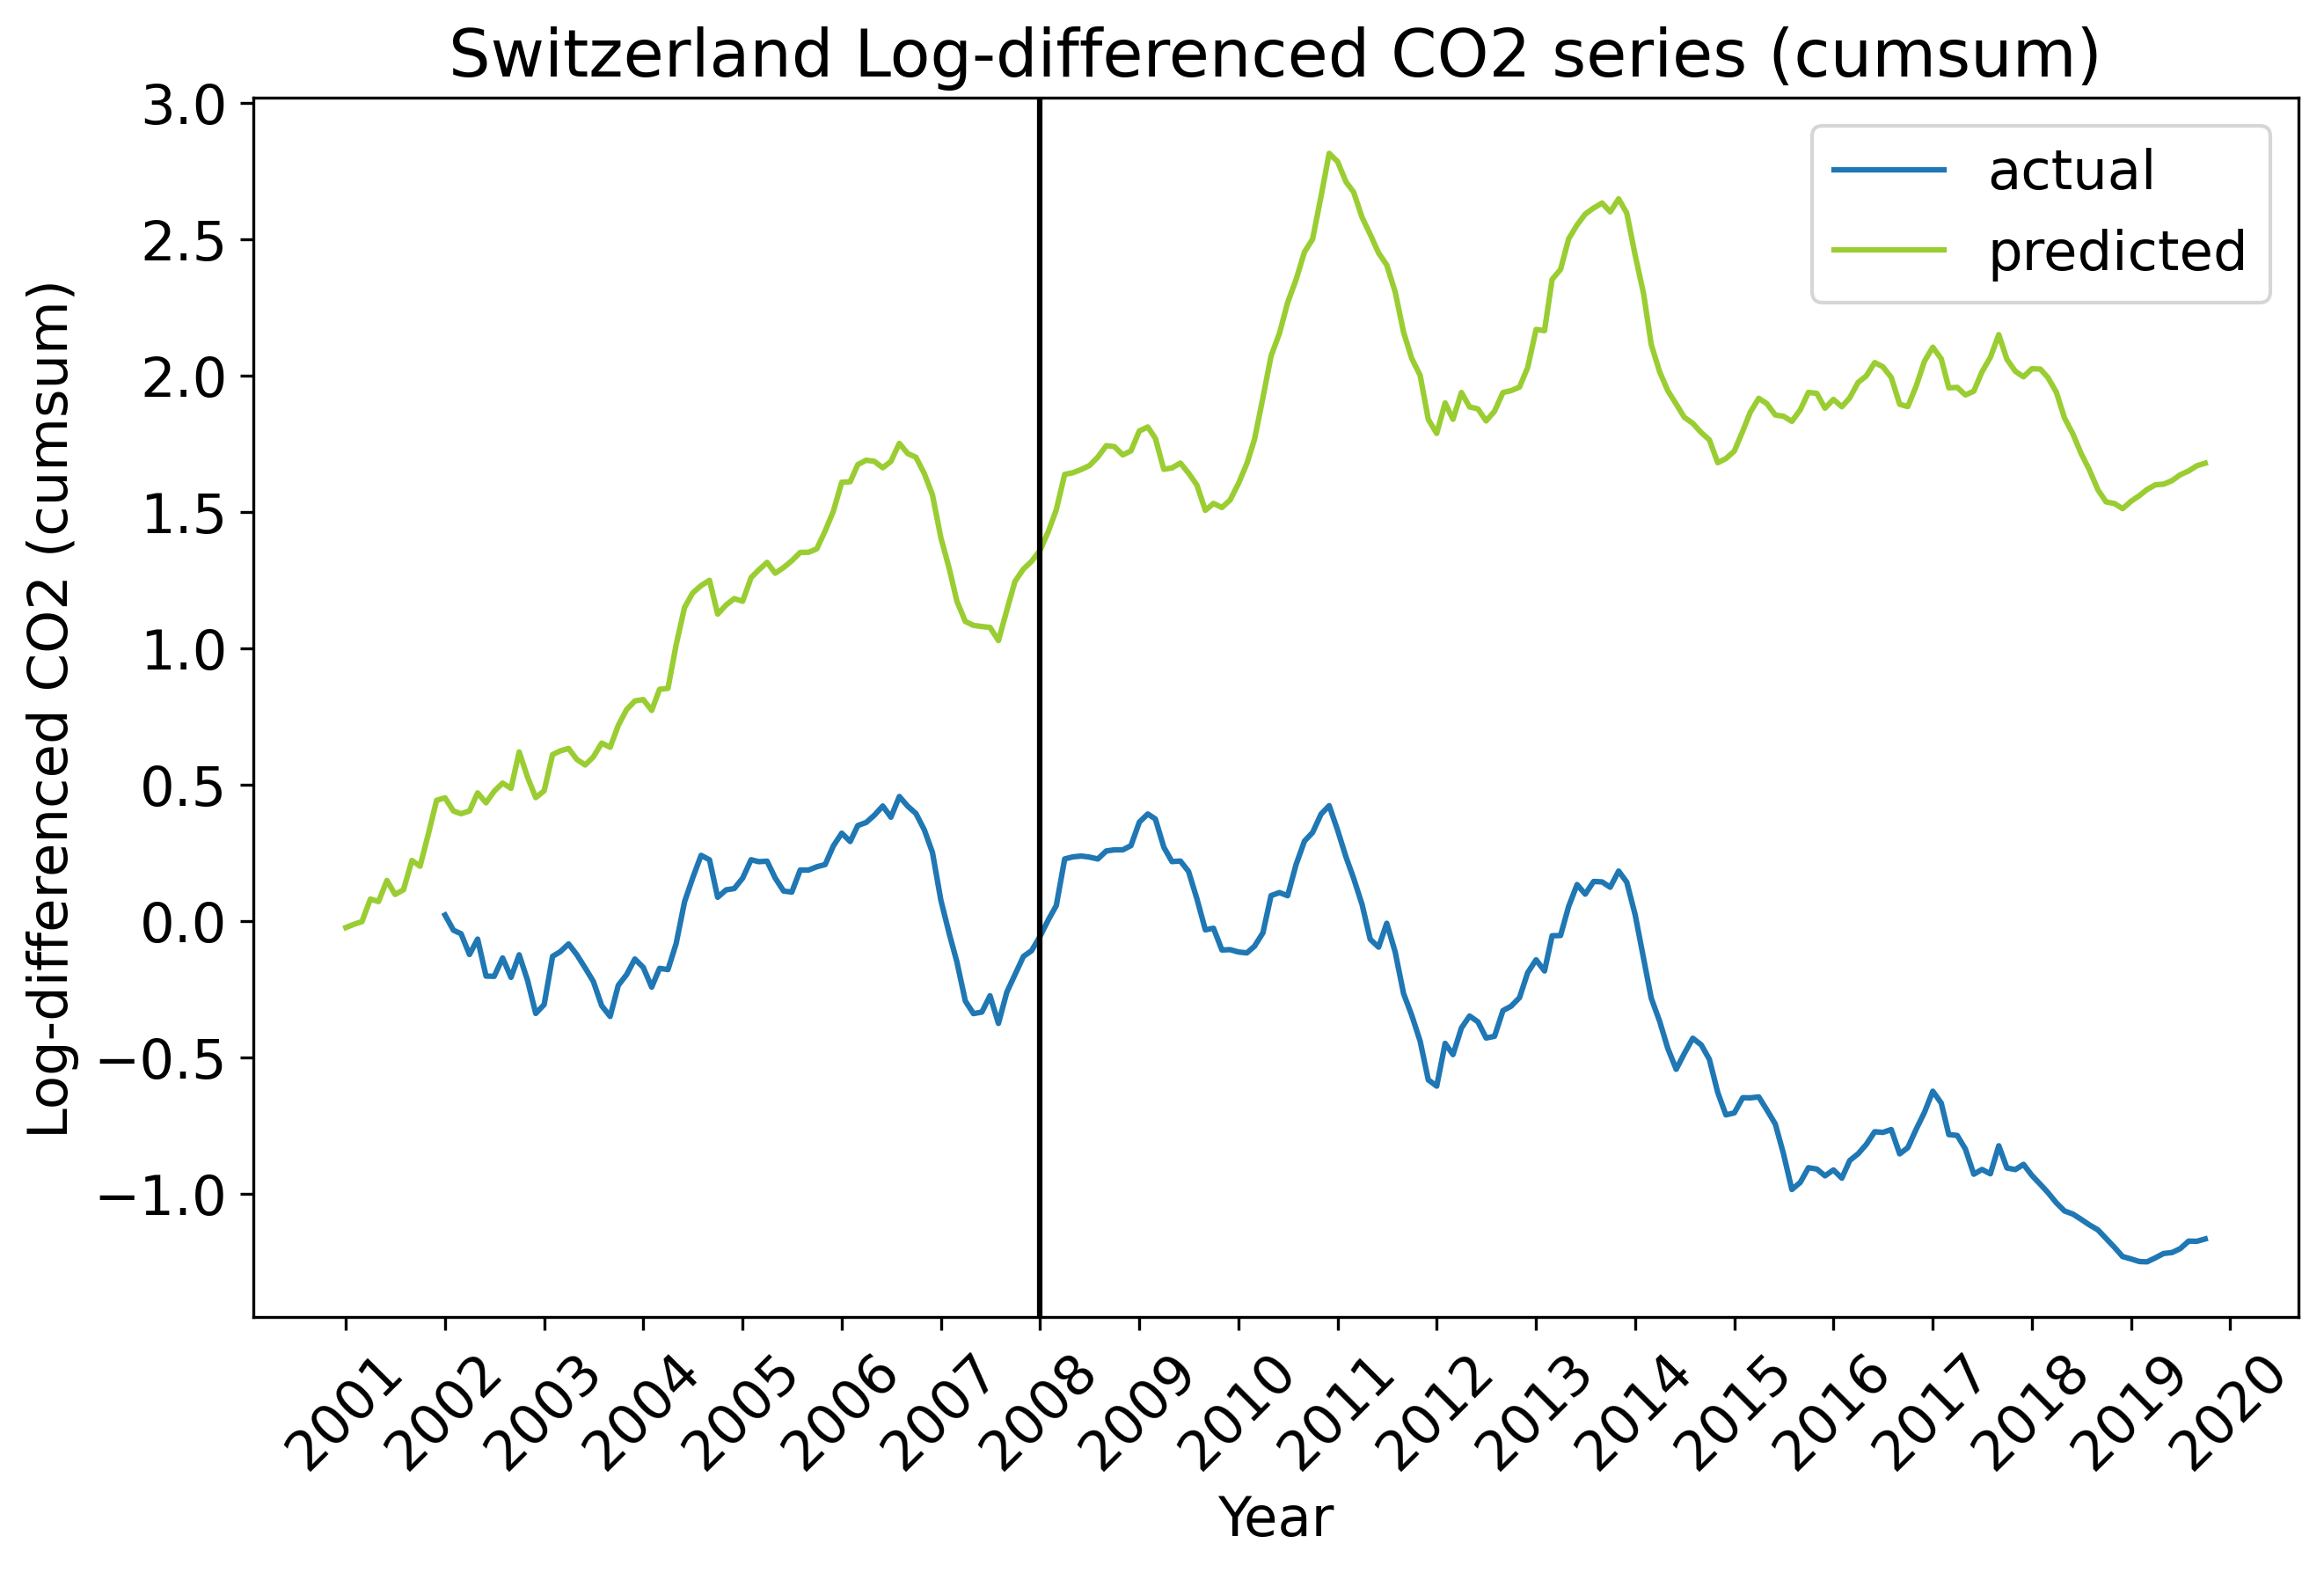 Switzerland Log-differenced CO2 series (cumsum)
3.0
2.5
2.0
1.5
1.0
0.5
0.0
−0.5
−1.0
Log-differenced CO2 (cumsum)
actual
predicted
2001 2002 2003 2004 2005 2006 2007 2008 2009 2010 2011 2012 2013 2014 2015 2016 2017 2018 2019 2020
Year